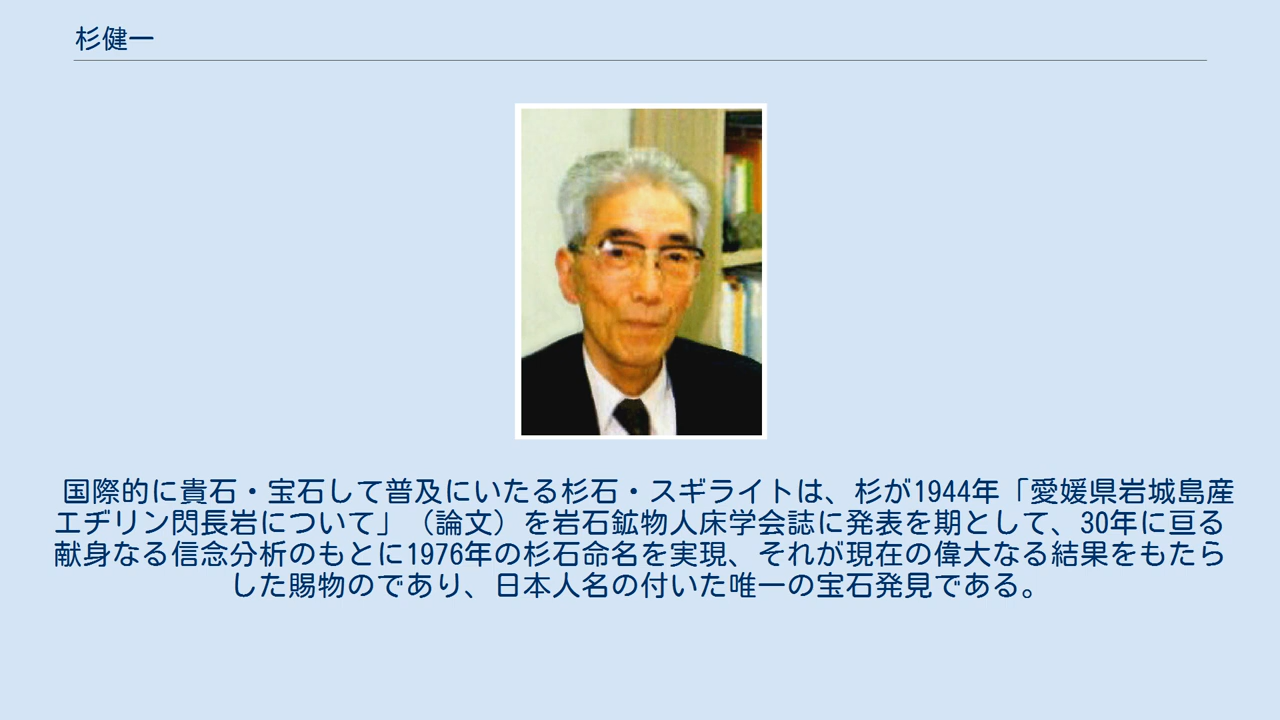 杉健一
国際的に貴石・宝石して普及にいたる杉石・スギライトは、杉が1944年「愛媛県岩城島産
エヂリン閃長岩について」（論文）を岩石鉱物人床学会誌に発表を期として、30年に亘る
献身なる信念分析のもとに1976年の杉石命名を実現、それが現在の偉大なる結果をもたら
した賜物のであり、日本人名の付いた唯一の宝石発見である。